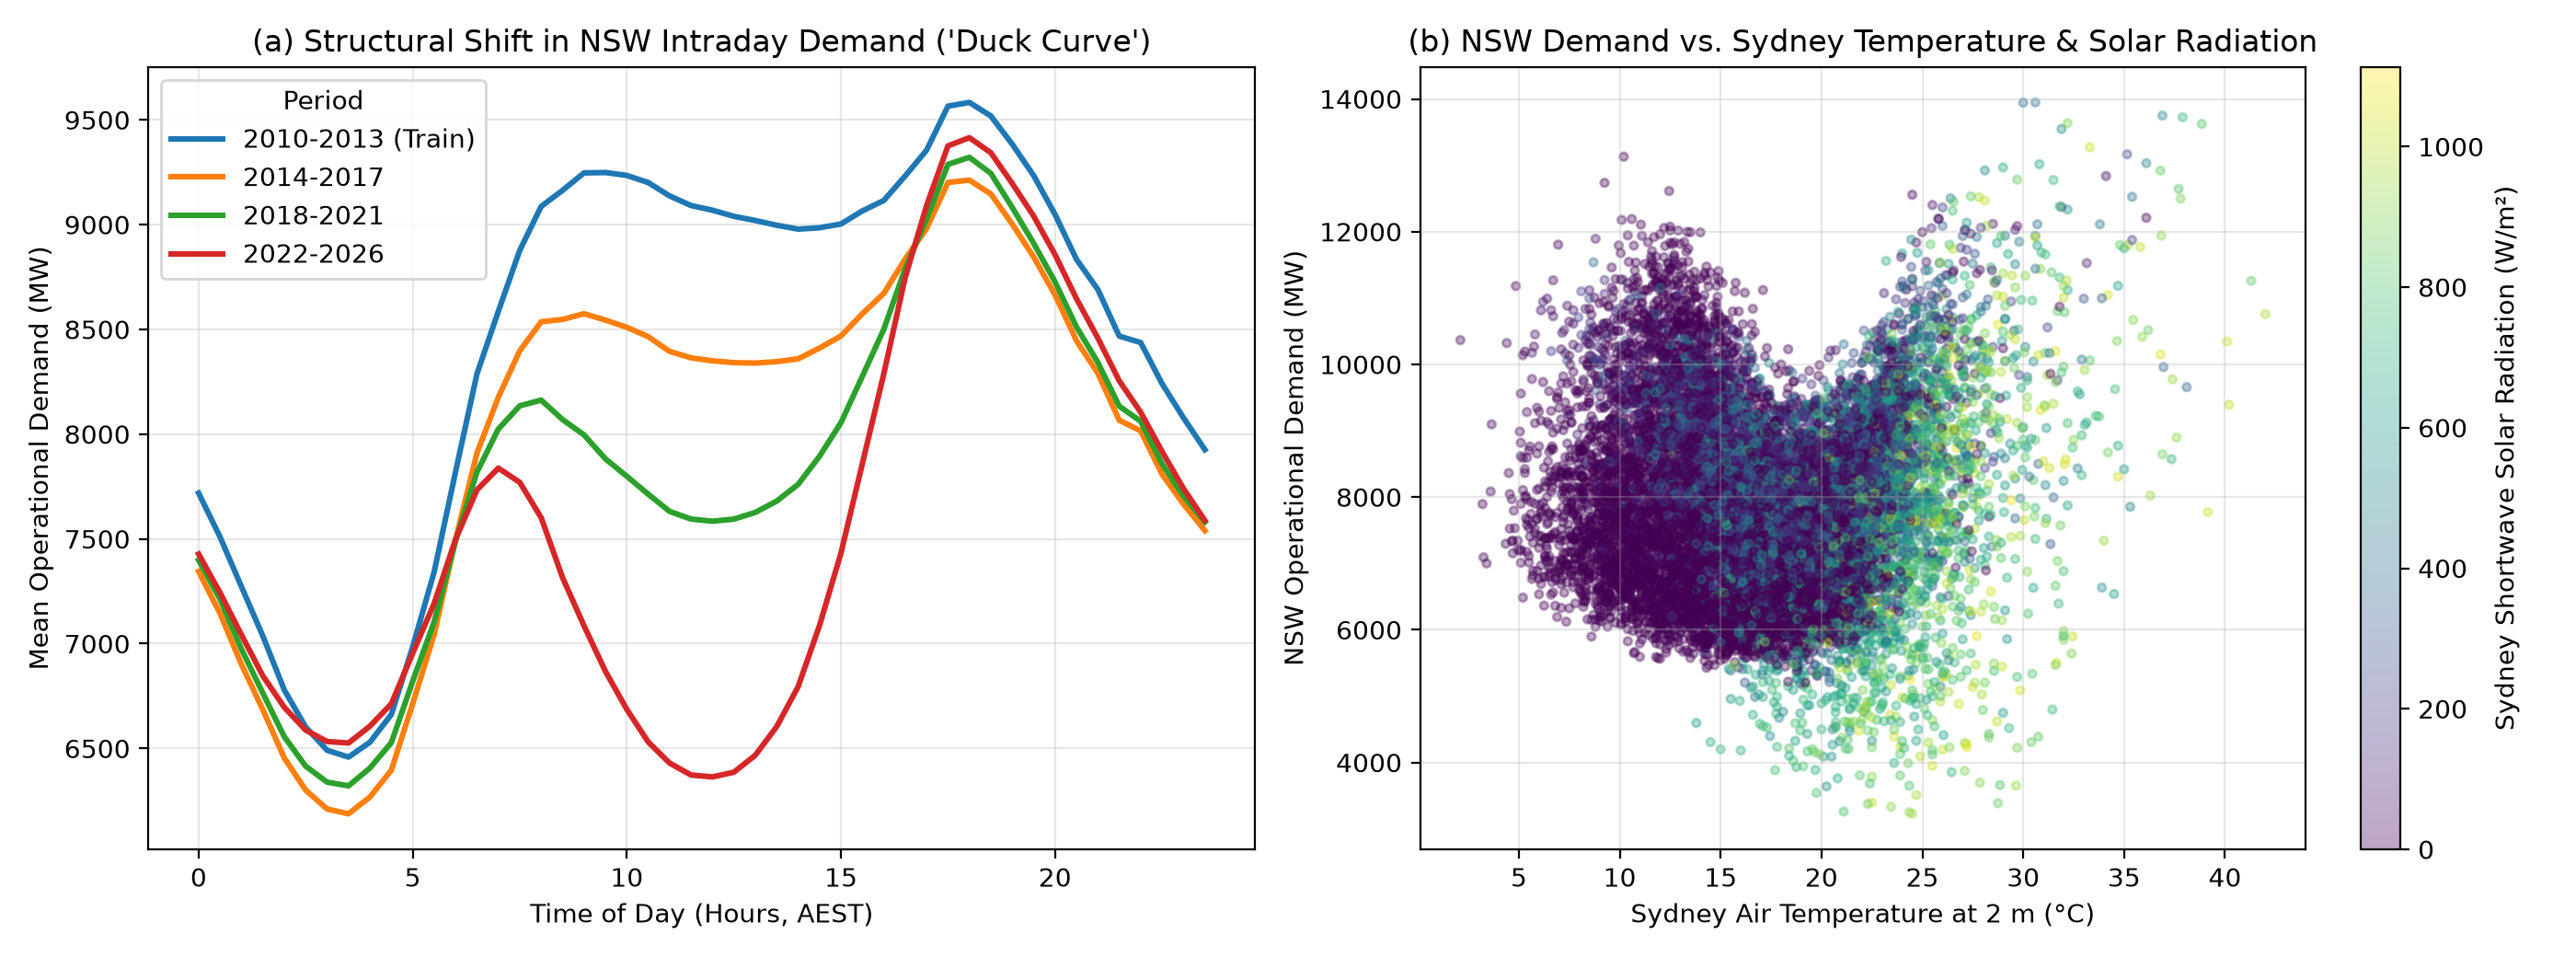 (a) Structural Shift in NSW Intraday Demand ('Duck Curve')
Period
2010-2013 (Train)
2014-2017
2018-2021
2022-2026
Mean Operational Demand (MW)
9500
9000
8500
8000
7500
7000
6500
0 5 10 15 20
Time of Day (Hours, AEST)
(b) NSW Demand vs. Sydney Temperature & Solar Radiation
NSW Operational Demand (MW)
14000
12000
10000
8000
6000
4000
5 10 15 20 25 30 35 40
Sydney Air Temperature at 2 m (°C)
1000
800
600
400
200
0
Sydney Shortwave Solar Radiation (W/m²)